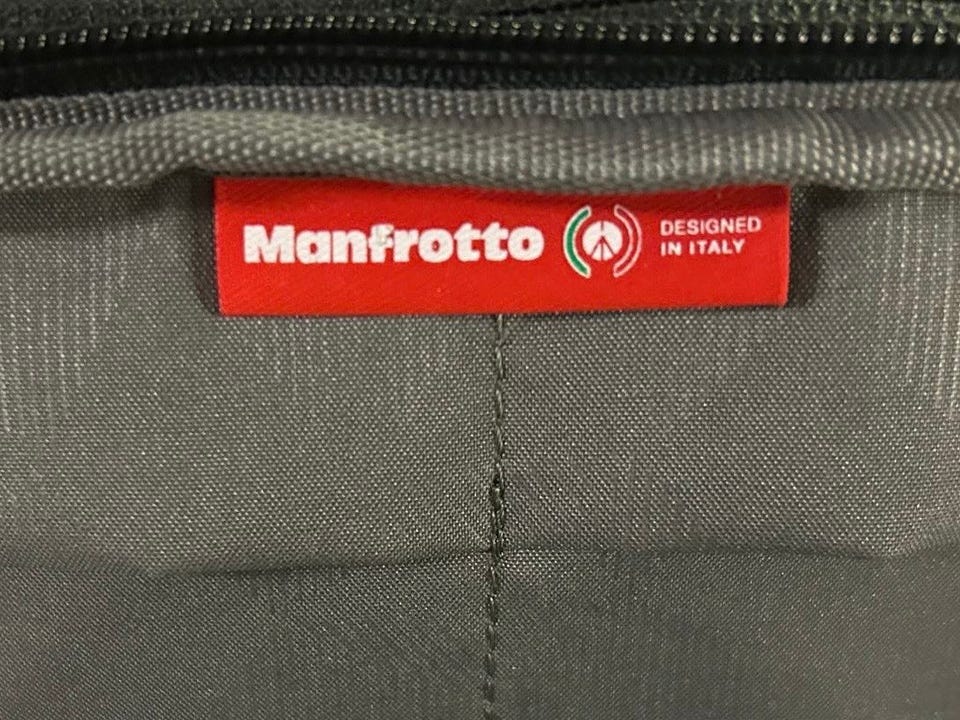 Manfrotto
DESIGNED
IN ITALY